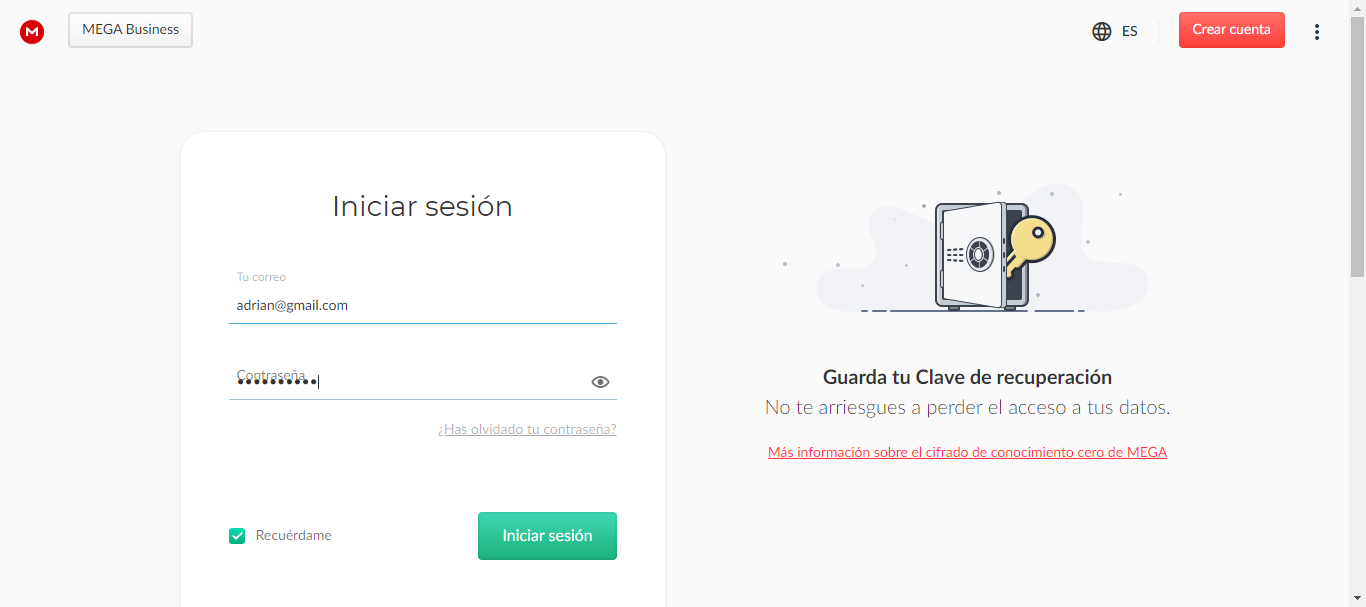 M
MEGA Business
ES
Crear cuenta
Iniciar sesión
Tu correo
adrian@gmail.com
Contraseña
••••••••••
¿Has olvidado tu contraseña?
Recuérdame
Iniciar sesión
Guarda tu Clave de recuperación
No te arriesgues a perder el acceso a tus datos.
Más información sobre el cifrado de conocimiento cero de MEGA